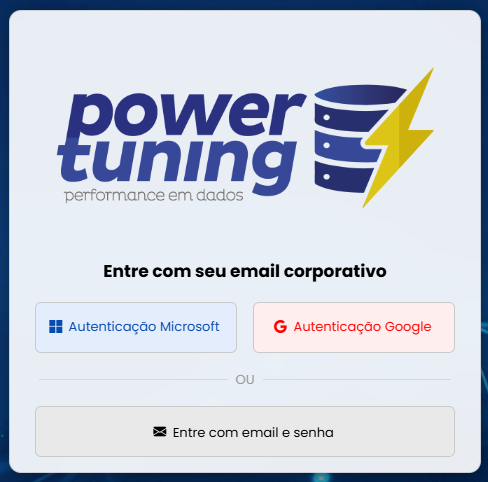 power
tuning
performance em dados
Entre com seu email corporativo
Autenticação Microsoft
Autenticação Google
OU
Entre com email e senha